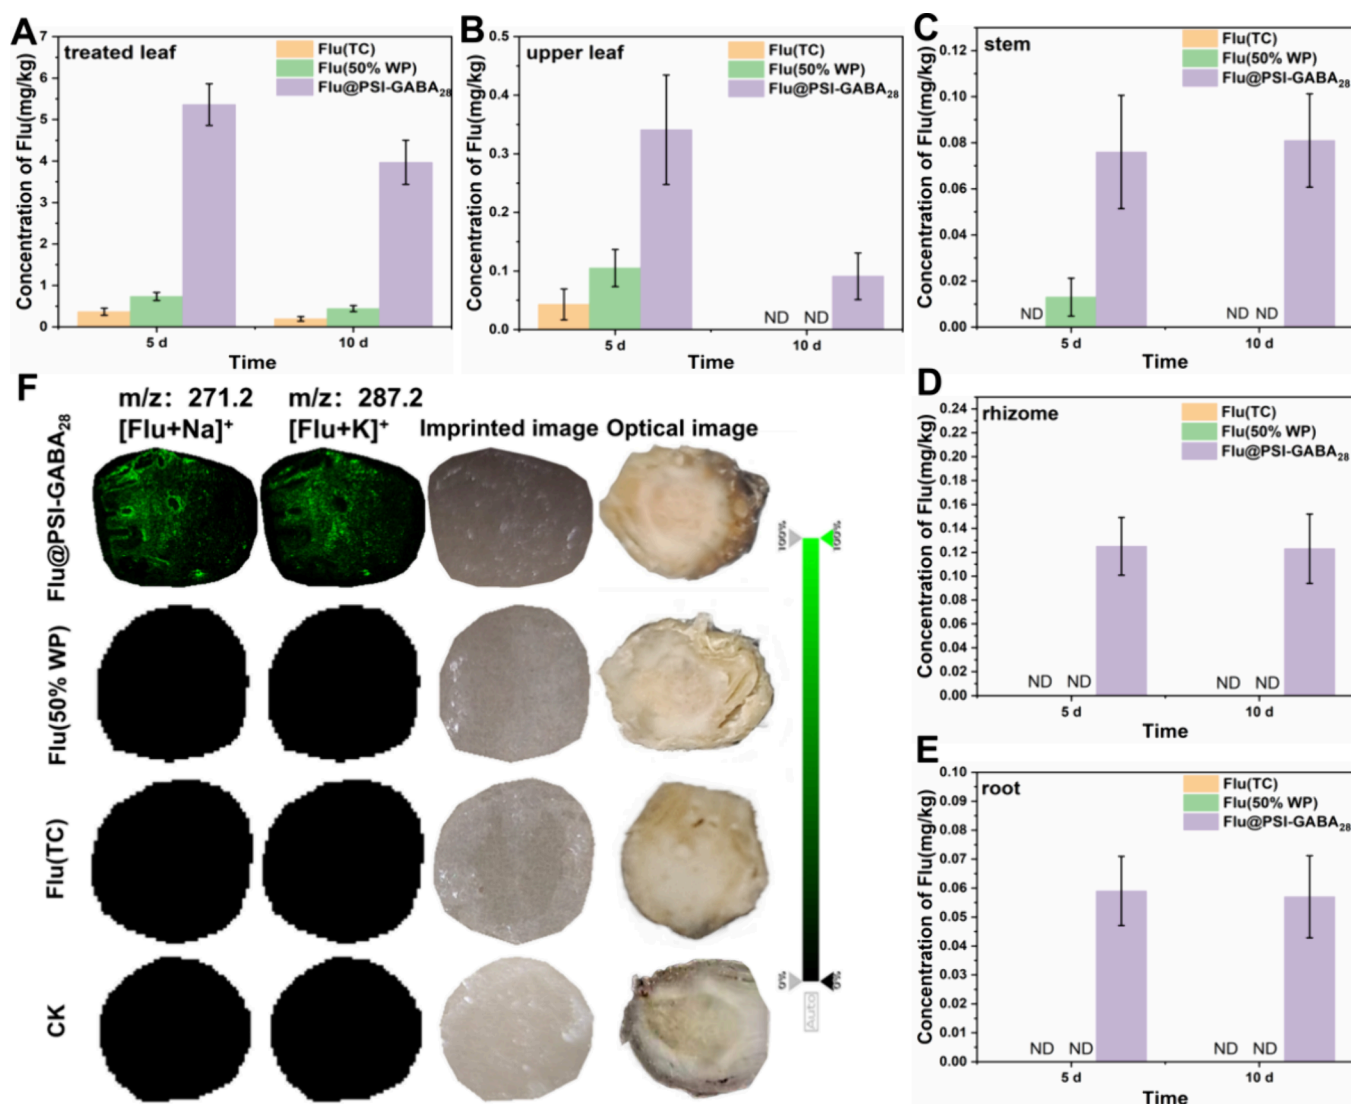 A
treated leaf
Flu(TC)
Flu(50% WP)
Flu@PSI-GABA28
Concentration of Flu(mg/kg)
7
6
5
4
3
2
1
0
5 d
10 d
Time
B
upper leaf
Flu(TC)
Flu(50% WP)
Flu@PSI-GABA28
Concentration of Flu(mg/kg)
0.5
0.4
0.3
0.2
0.1
0.0
ND
ND
5 d
10 d
Time
C
stem
Flu(TC)
Flu(50% WP)
Flu@PSI-GABA28
Concentration of Flu(mg/kg)
0.12
0.10
0.08
0.06
0.04
0.02
0.00
ND
ND
ND
5 d
10 d
Time
D
rhizome
Flu(TC)
Flu(50% WP)
Flu@PSI-GABA28
Concentration of Flu(mg/kg)
0.24
0.22
0.20
0.18
0.16
0.14
0.12
0.10
0.08
0.06
0.04
0.02
0.00
ND
ND
ND
ND
5 d
10 d
Time
E
root
Flu(TC)
Flu(50% WP)
Flu@PSI-GABA28
Concentration of Flu(mg/kg)
0.10
0.09
0.08
0.07
0.06
0.05
0.04
0.03
0.02
0.01
0.00
ND
ND
ND
ND
5 d
10 d
Time
F
m/z: 271.2
[Flu+Na]+
m/z: 287.2
[Flu+K]+
Imprinted image
Optical image
Flu@PSI-GABA28
Flu(50% WP)
Flu(TC)
CK
100%
100%
0%
0%
Auto